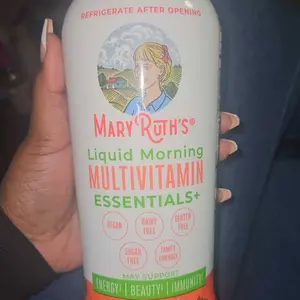 REFRIGERATE AFTER OPENING
MARY RUTH'S®
Liquid Morning
MULTIVITAMIN
ESSENTIALS+
VEGAN
DAIRY FREE
GLUTEN FREE
SUGAR FREE
FAMILY FRIENDLY
MAY SUPPORT
ENERGY† | BEAUTY† | IMMUNITY†